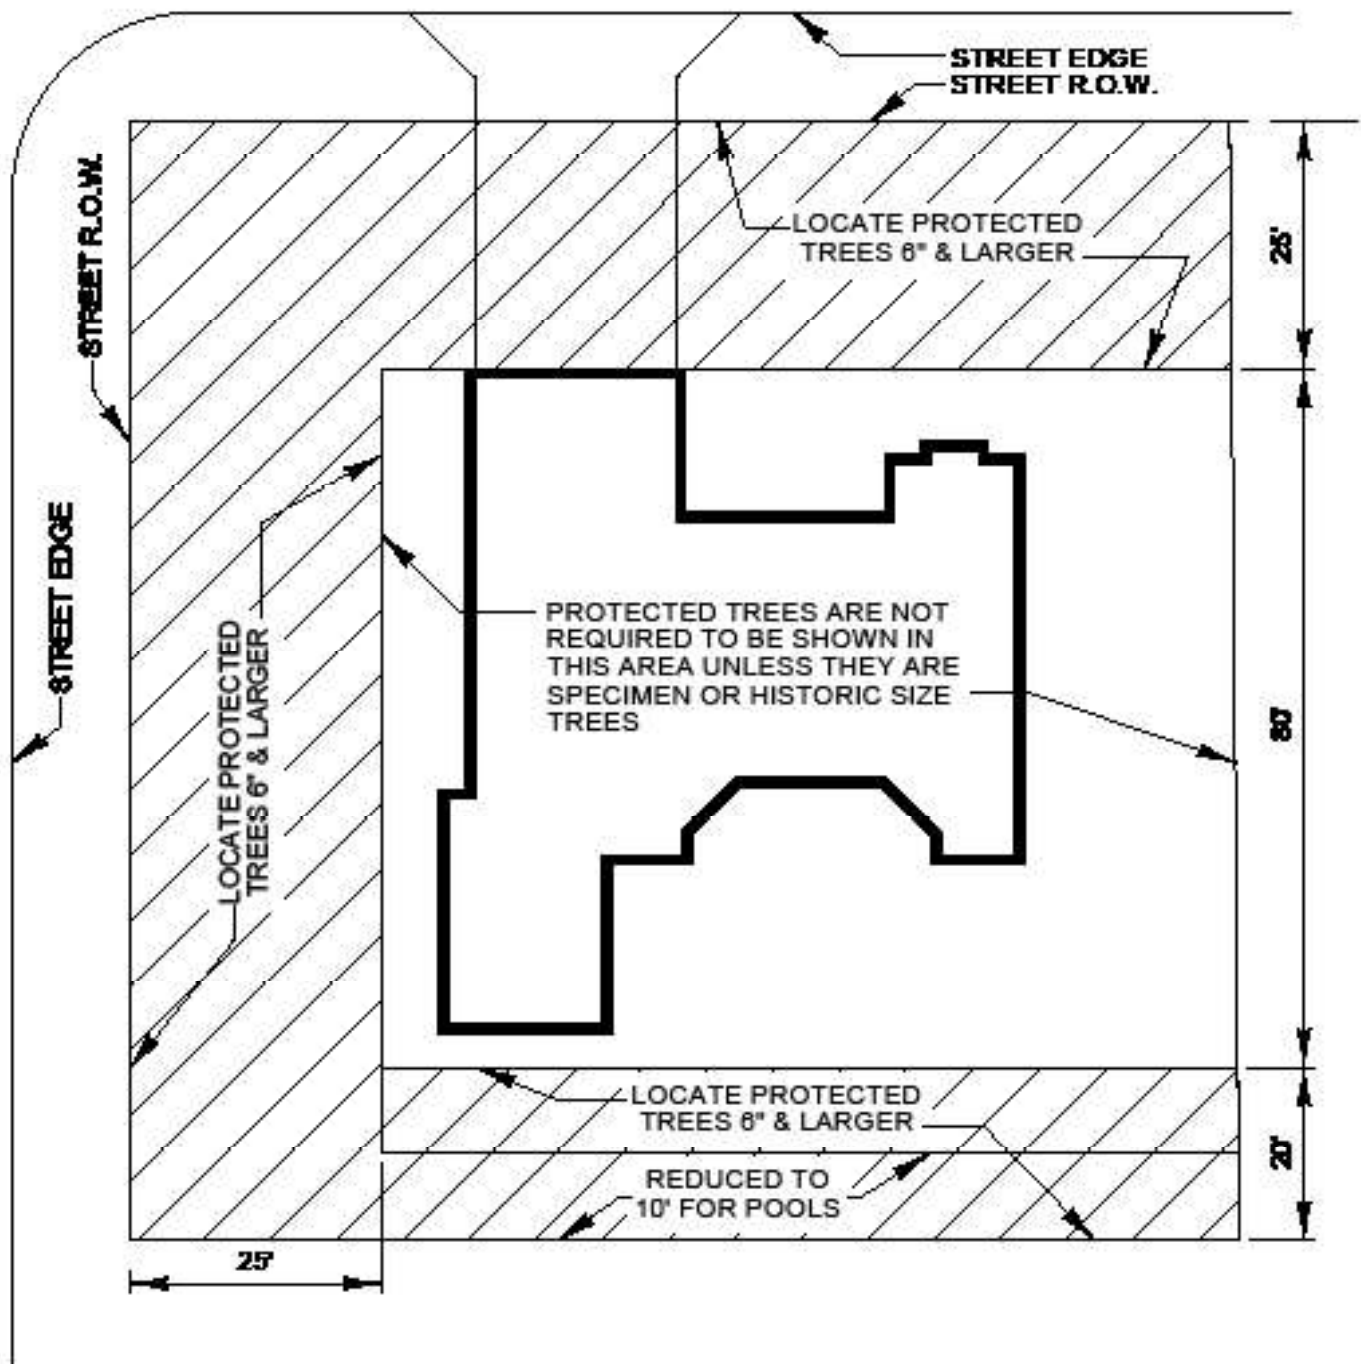 STREET EDGE
STREET R.O.W.
STREET R.O.W.
LOCATE PROTECTED
TREES 6" & LARGER
25'
STREET EDGE
LOCATE PROTECTED
TREES 6" & LARGER
PROTECTED TREES ARE NOT
REQUIRED TO BE SHOWN IN
THIS AREA UNLESS THEY ARE
SPECIMEN OR HISTORIC SIZE
TREES
80'
LOCATE PROTECTED
TREES 6" & LARGER
REDUCED TO
10' FOR POOLS
20'
25'